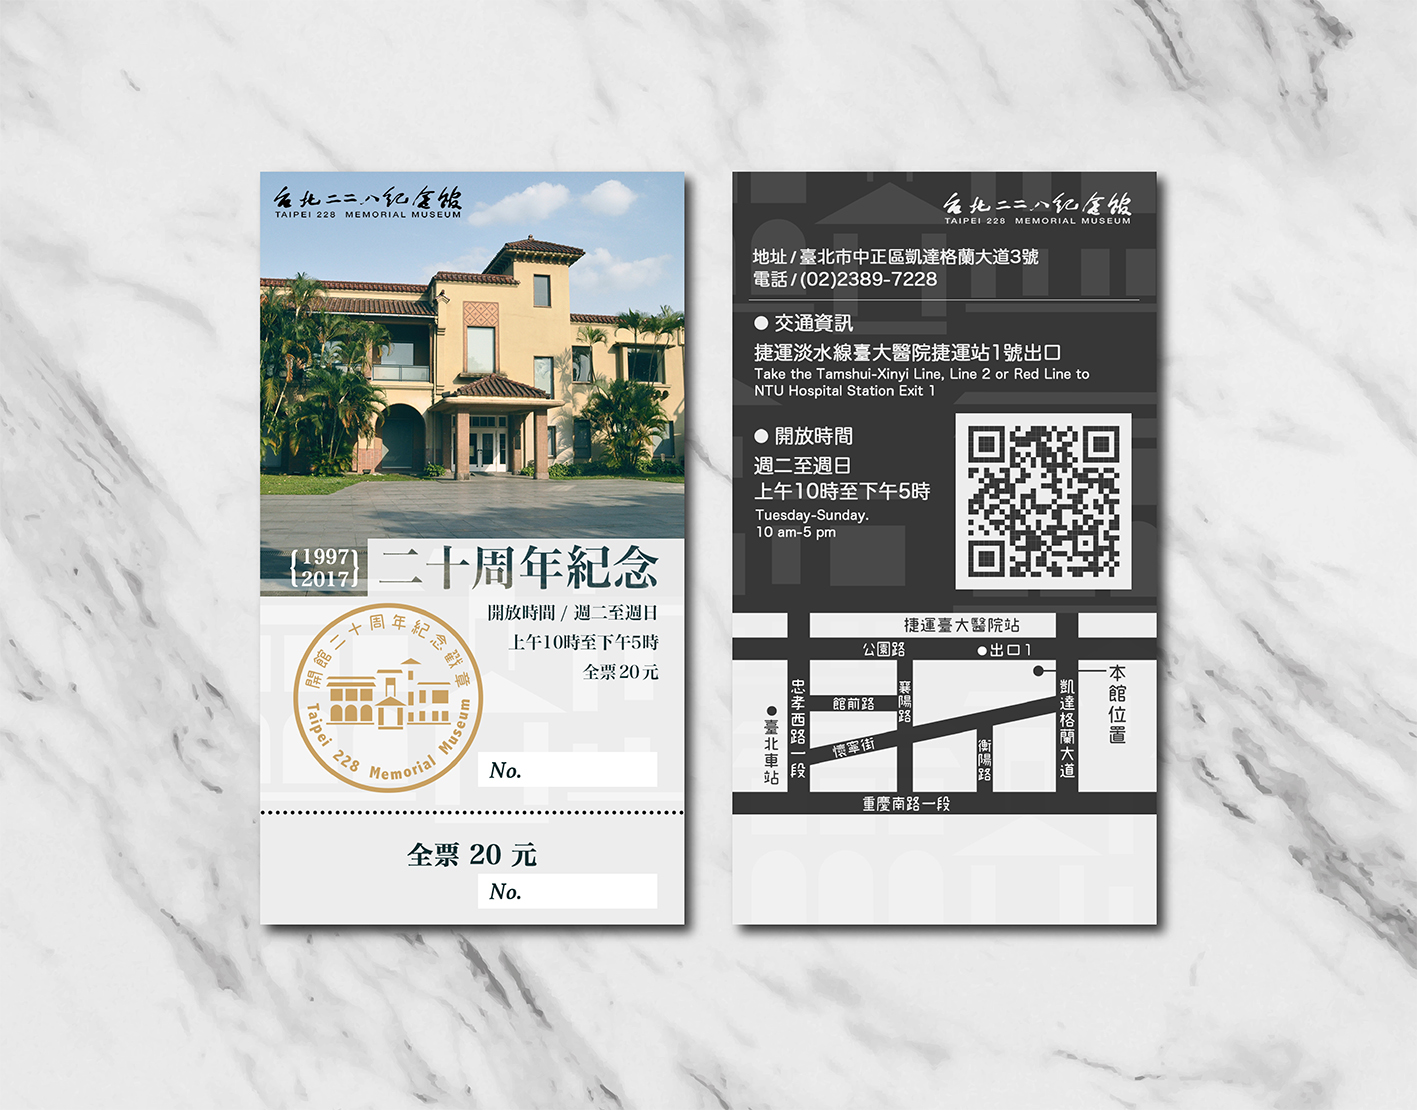 台北二二八紀念館
TAIPEI 228 MEMORIAL MUSEUM
{1997
2017}
二十周年紀念
開放時間 / 週二至週日
上午10時至下午5時
全票20元
開館二十周年紀念戳章
Taipei 228 Memorial Museum
No.
全票 20 元
No.
台北二二八紀念館
TAIPEI 228 MEMORIAL MUSEUM
地址/臺北市中正區凱達格蘭大道3號
電話/(02)2389-7228
● 交通資訊
捷運淡水線臺大醫院捷運站1號出口
Take the Tamshui-Xinyi Line, Line 2 or Red Line to
NTU Hospital Station Exit 1
● 開放時間
週二至週日
上午10時至下午5時
Tuesday-Sunday.
10 am-5 pm
捷運臺大醫院站
公園路
●出口1
本館位置
忠孝西路一段
館前路
襄陽路
凱達格蘭大道
臺北車站
懷寧街
衡陽路
重慶南路一段